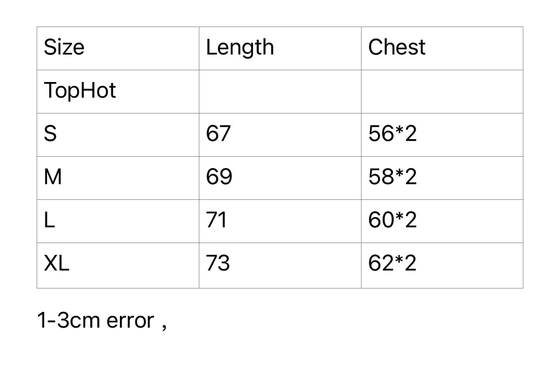 Size Length Chest
TopHot
S 67 56*2
M 69 58*2
L 71 60*2
XL 73 62*2
1-3cm error ,